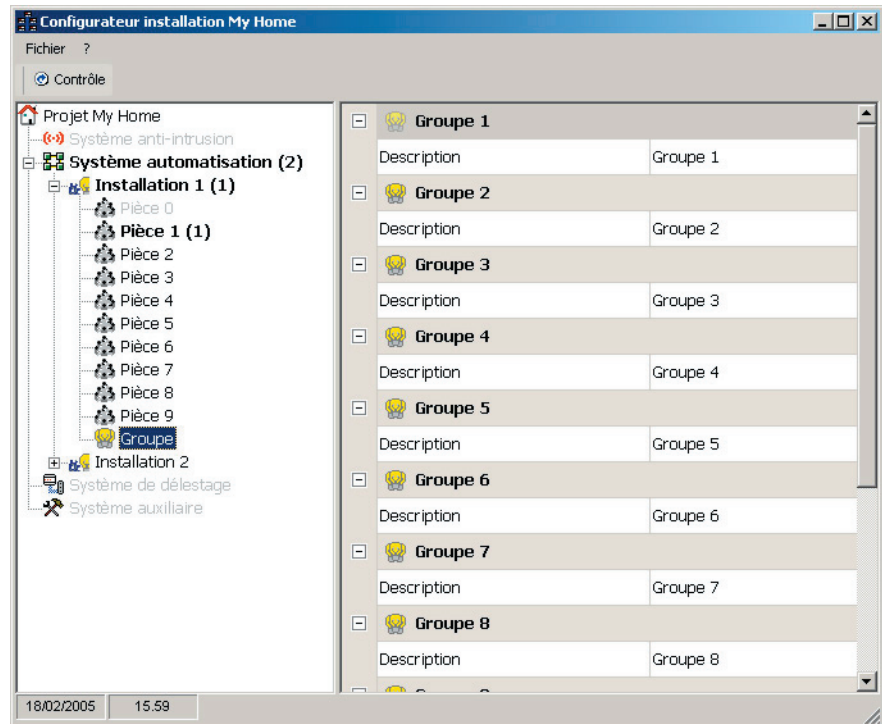 Configurateur installation My Home
Fichier ?
Contrôle
Projet My Home
Système anti-intrusion
Système automatisation (2)
Installation 1 (1)
Pièce 0
Pièce 1 (1)
Pièce 2
Pièce 3
Pièce 4
Pièce 5
Pièce 6
Pièce 7
Pièce 8
Pièce 9
Groupe
Installation 2
Système de délestage
Système auxiliaire
Groupe 1
Description Groupe 1
Groupe 2
Description Groupe 2
Groupe 3
Description Groupe 3
Groupe 4
Description Groupe 4
Groupe 5
Description Groupe 5
Groupe 6
Description Groupe 6
Groupe 7
Description Groupe 7
Groupe 8
Description Groupe 8
18/02/2005 15.59